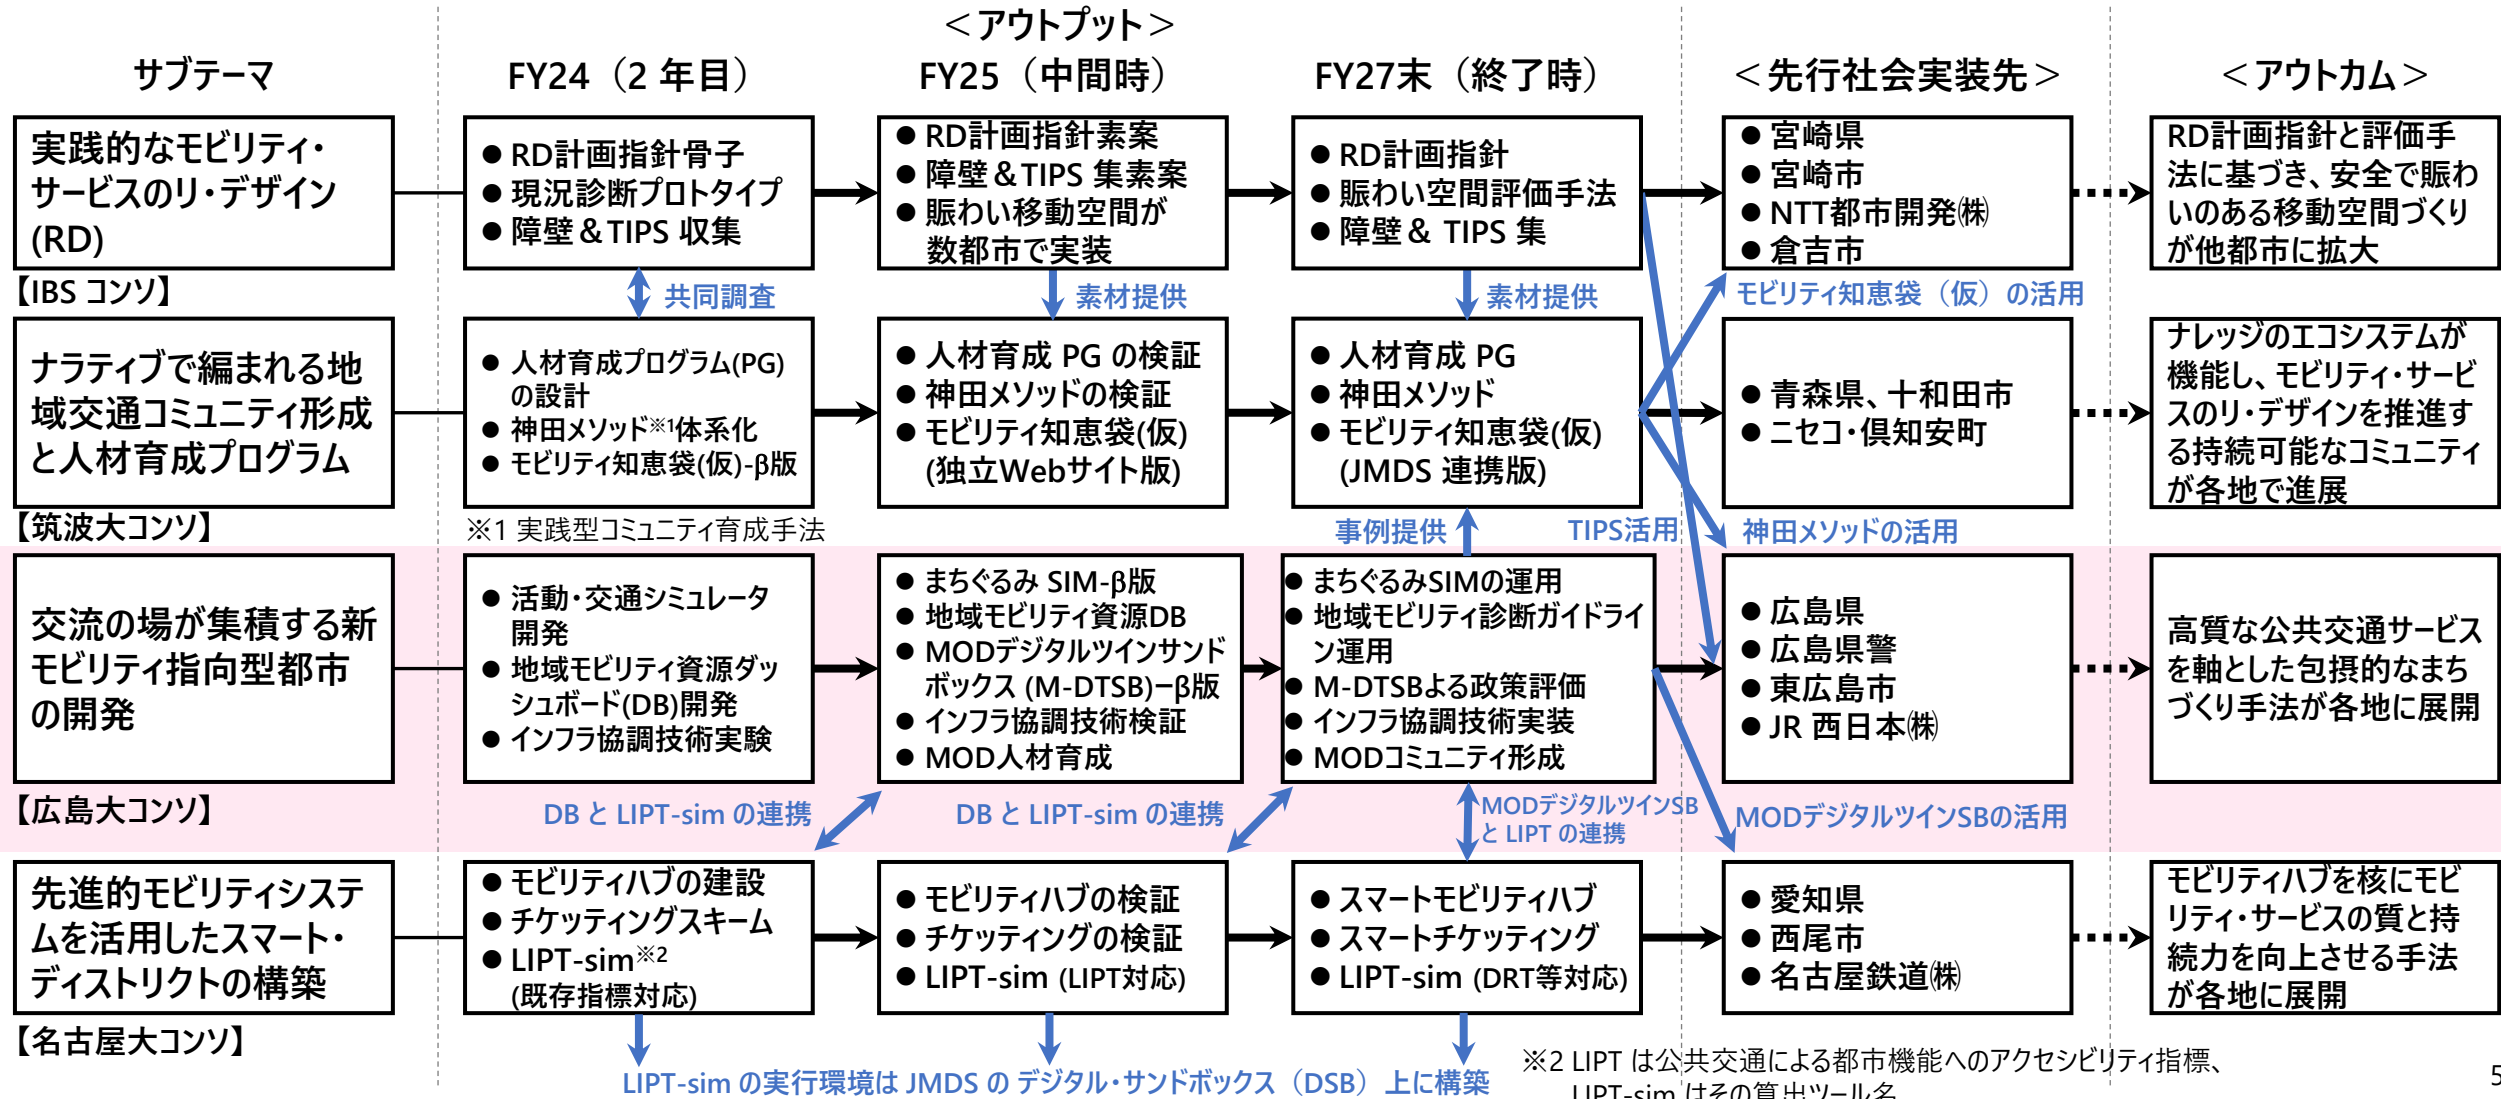 ＜アウトプット＞
サブテーマ
FY24（2 年目）
FY25（中間時）
FY27末（終了時）
＜先行社会実装先＞
＜アウトカム＞
実践的なモビリティ・
サービスのリ・デザイン
(RD)
【IBS コンソ】
● RD計画指針骨子
● 現況診断プロトタイプ
● 障壁＆TIPS 収集
● RD計画指針素案
● 障壁＆TIPS 集素案
● 賑わい移動空間が
数都市で実装
● RD計画指針
● 賑わい空間評価手法
● 障壁＆ TIPS 集
● 宮崎県
● 宮崎市
● NTT都市開発㈱
● 倉吉市
RD計画指針と評価手
法に基づき、安全で賑わ
いのある移動空間づくり
が他都市に拡大
共同調査
素材提供
素材提供
モビリティ知恵袋（仮）の活用
ナラティブで編まれる地
域交通コミュニティ形成
と人材育成プログラム
【筑波大コンソ】
● 人材育成プログラム(PG)
の設計
● 神田メソッド※1体系化
● モビリティ知恵袋(仮)-β版
※1 実践型コミュニティ育成手法
● 人材育成 PG の検証
● 神田メソッドの検証
● モビリティ知恵袋(仮)
(独立Webサイト版)
● 人材育成 PG
● 神田メソッド
● モビリティ知恵袋(仮)
(JMDS 連携版)
● 青森県、十和田市
● ニセコ・倶知安町
ナレッジのエコシステムが
機能し、モビリティ・サービ
スのリ・デザインを推進す
る持続可能なコミュニティ
が各地で進展
事例提供
TIPS活用
神田メソッドの活用
交流の場が集積する新
モビリティ指向型都市
の開発
【広島大コンソ】
● 活動・交通シミュレータ
開発
● 地域モビリティ資源ダッ
シュボード(DB)開発
● インフラ協調技術実験
● まちぐるみ SIM-β版
● 地域モビリティ資源DB
● MODデジタルツインサンド
ボックス (M-DTSB)−β版
● インフラ協調技術検証
● MOD人材育成
● まちぐるみSIMの運用
● 地域モビリティ診断ガイドライ
ン運用
● M-DTSBよる政策評価
● インフラ協調技術実装
● MODコミュニティ形成
● 広島県
● 広島県警
● 東広島市
● JR 西日本㈱
高質な公共交通サービス
を軸とした包摂的なまち
づくり手法が各地に展開
DB と LIPT-sim の連携
DB と LIPT-sim の連携
MODデジタルツインSB
と LIPT の連携
MODデジタルツインSBの活用
先進的モビリティシステ
ムを活用したスマート・
ディストリクトの構築
【名古屋大コンソ】
● モビリティハブの建設
● チケッティングスキーム
● LIPT-sim※2
(既存指標対応)
● モビリティハブの検証
● チケッティングの検証
● LIPT-sim (LIPT対応)
● スマートモビリティハブ
● スマートチケッティング
● LIPT-sim (DRT等対応)
● 愛知県
● 西尾市
● 名古屋鉄道㈱
モビリティハブを核にモビ
リティ・サービスの質と持
続力を向上させる手法
が各地に展開
LIPT-sim の実行環境は JMDS の デジタル・サンドボックス（DSB）上に構築
※2 LIPT は公共交通による都市機能へのアクセシビリティ指標、
LIPT-sim はその算出ツール名
5